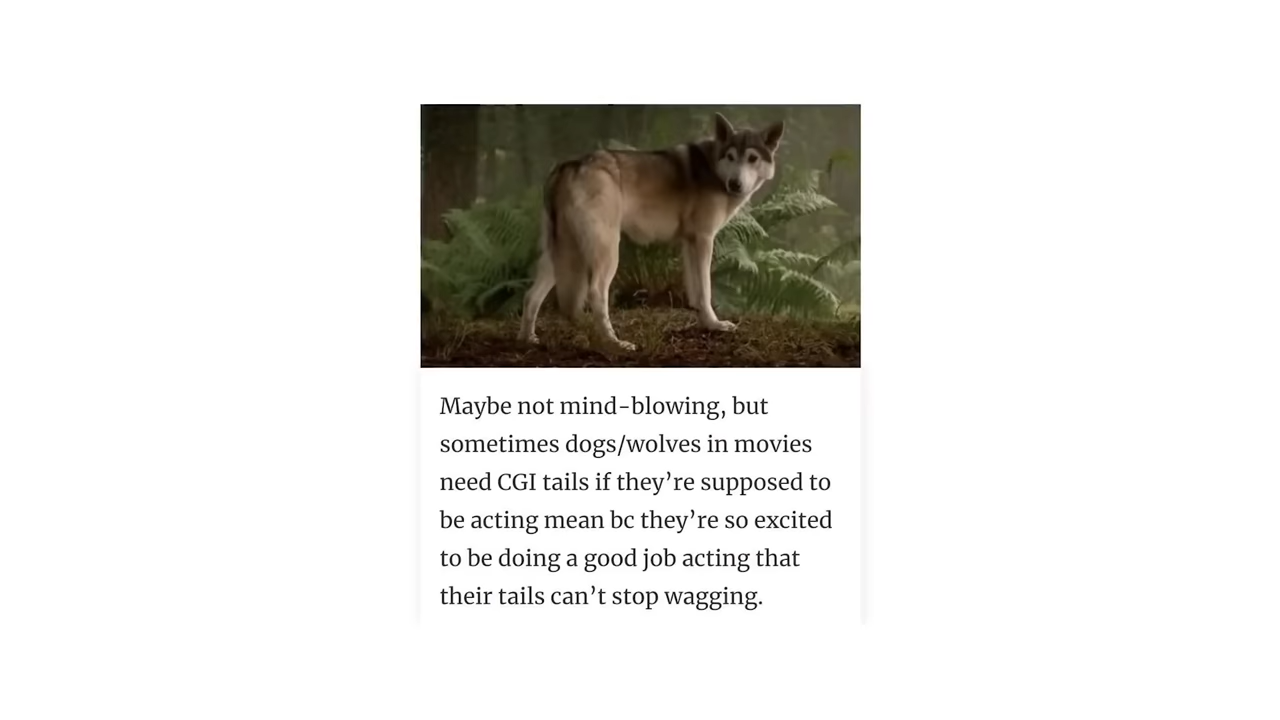 Maybe not mind-blowing, but
sometimes dogs/wolves in movies
need CGI tails if they’re supposed to
be acting mean bc they’re so excited
to be doing a good job acting that
their tails can’t stop wagging.